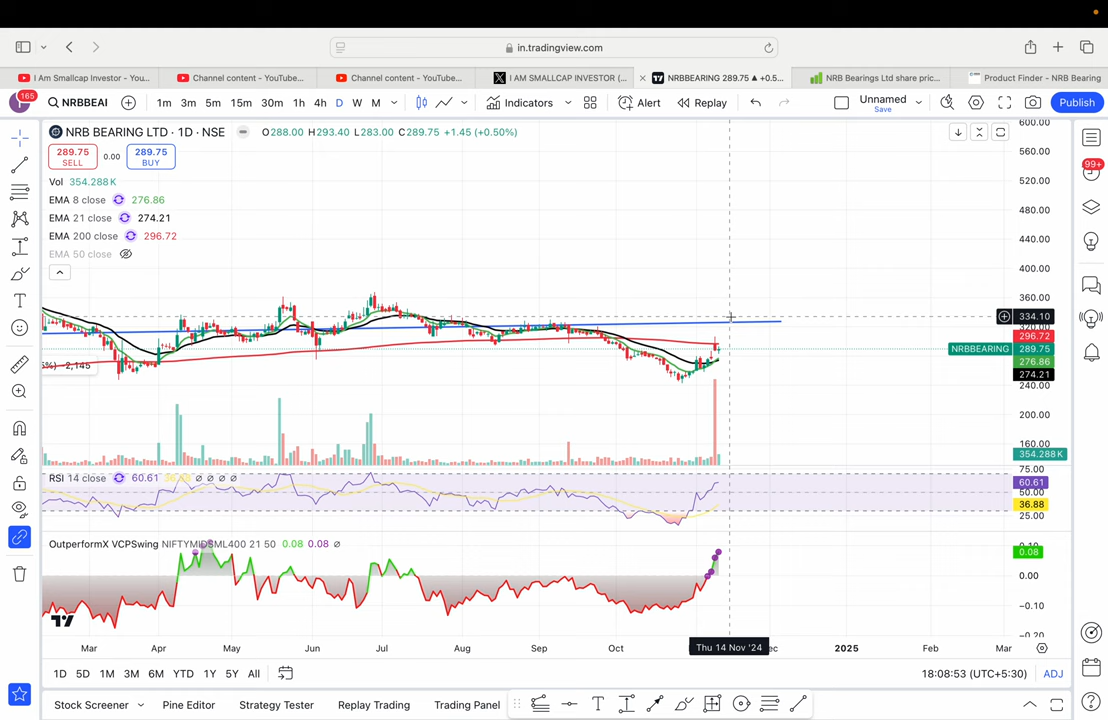 in.tradingview.com
I Am Smallcap Investor - You...
Channel content - YouTube...
Channel content - YouTube...
I AM SMALLCAP INVESTOR (...
NRBBEARING 289.75 ▲ +0.5...
NRB Bearings Ltd share pric...
Product Finder - NRB Bearing
165
NRBBEAI
1m 3m 5m 15m 30m 1h 4h D W M
Indicators
Alert
Replay
Unnamed
Save
Publish
NRB BEARING LTD · 1D · NSE
O288.00 H293.40 L283.00 C289.75 +1.45 (+0.50%)
289.75
SELL
0.00
289.75
BUY
Vol 354.288K
EMA 8 close 276.86
EMA 21 close 274.21
EMA 200 close 296.72
EMA 50 close
600.00
560.00
520.00
480.00
440.00
400.00
360.00
334.10
296.72
NRBBEARING 289.75
276.86
274.21
240.00
200.00
160.00
354.288K
99+
−2,145
RSI 14 close 60.61 ∅ ∅ ∅ ∅
75.00
60.61
50.00
36.88
25.00
OutperformX VCPSwing NIFTYMIDSML400 21 50 0.08 0.08 ∅
0.08
0.00
−0.10
−0.20
Mar Apr May Jun Jul Aug Sep Oct Thu 14 Nov '24 2025 Feb Mar
1D 5D 1M 3M 6M YTD 1Y 5Y All
18:08:53 (UTC+5:30) ADJ
Stock Screener Pine Editor Strategy Tester Replay Trading Trading Panel